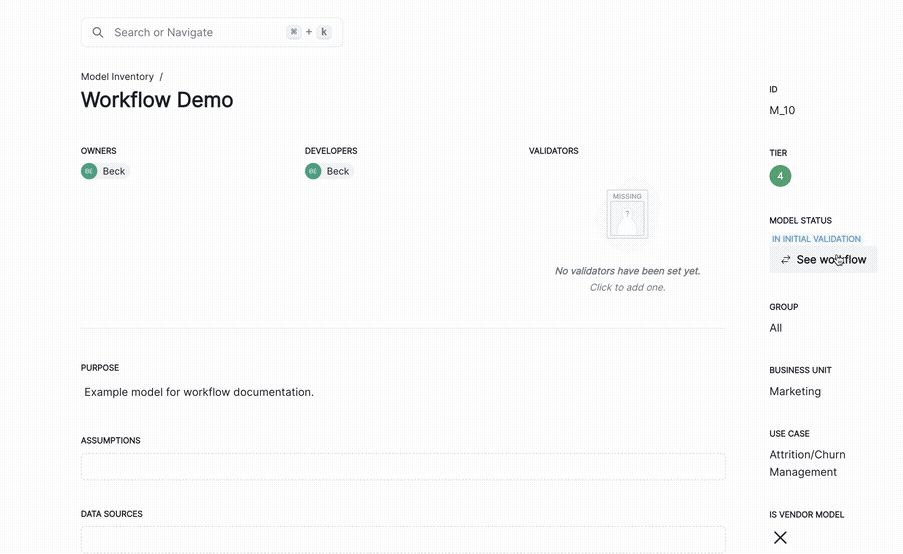 Search or Navigate ⌘ + k
Model Inventory /
Workflow Demo
OWNERS
Beck
DEVELOPERS
Beck
VALIDATORS
MISSING
?
No validators have been set yet.
Click to add one.
PURPOSE
Example model for workflow documentation.
ASSUMPTIONS
DATA SOURCES
ID
M_10
TIER
4
MODEL STATUS
IN INITIAL VALIDATION
See workflow
GROUP
All
BUSINESS UNIT
Marketing
USE CASE
Attrition/Churn
Management
IS VENDOR MODEL